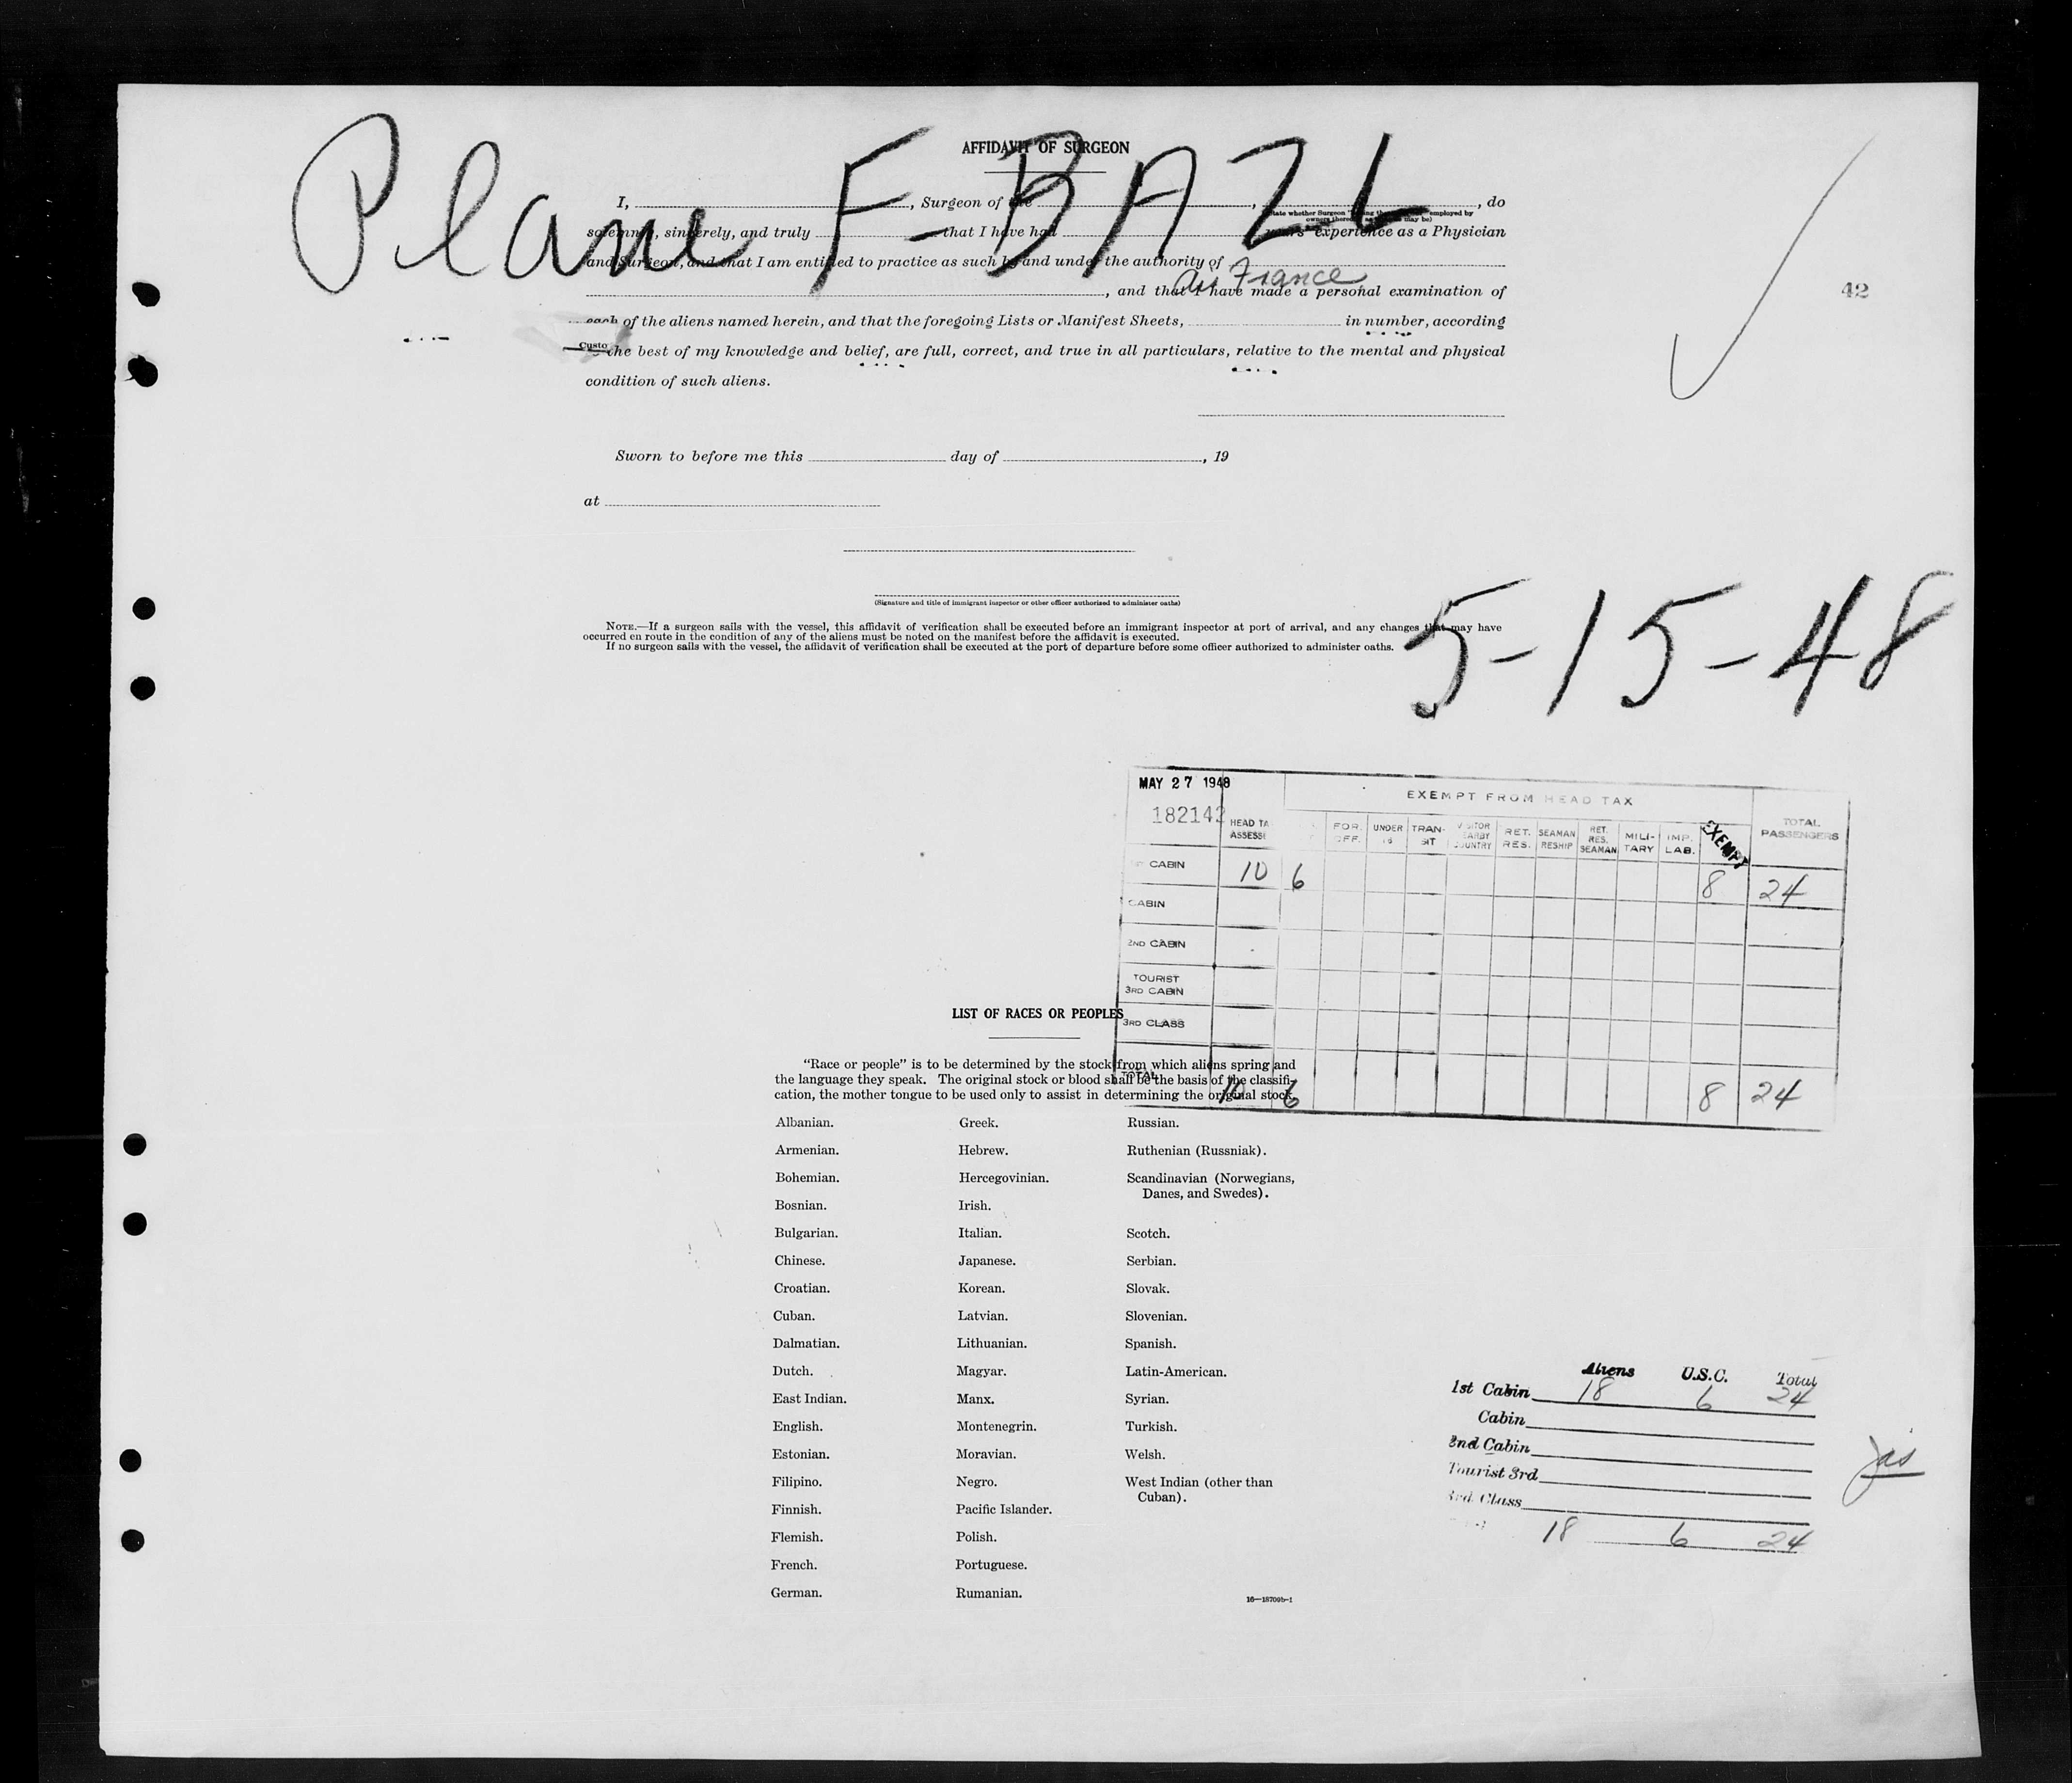 Plane F-BAZL
AFFIDAVIT OF SURGEON
I, , Surgeon of the , , do
solemnly, sincerely, and truly that I have had years' experience as a Physician
and Surgeon, and that I am entitled to practice as such by and under the authority of
Air France
, and that I have made a personal examination of
42
each of the aliens named herein, and that the foregoing Lists or Manifest Sheets, in number, according
Custo
the best of my knowledge and belief, are full, correct, and true in all particulars, relative to the mental and physical
condition of such aliens.
Sworn to before me this day of , 19
at
(Signature and title of immigrant inspector or other officer authorized to administer oaths)
NOTE.—If a surgeon sails with the vessel, this affidavit of verification shall be executed before an immigrant inspector at port of arrival, and any changes that may have
occurred en route in the condition of any of the aliens must be noted on the manifest before the affidavit is executed.
If no surgeon sails with the vessel, the affidavit of verification shall be executed at the port of departure before some officer authorized to administer oaths.
5-15-48
MAY 27 1948
182142
EXEMPT FROM HEAD TAX
HEAD TA ASSESSE
FOR. OFF.
UNDER 16
TRAN-SIT
VISITOR NEARBY COUNTRY
RET. RES.
SEAMAN RESHIP
RET. RES. SEAMAN
MILI-TARY
IMP. LAB.
EXEMPT
TOTAL PASSENGERS
1ST CABIN 10 6 8 24
CABIN
2ND CABIN
TOURIST
3RD CABIN
3RD CLASS
TOTAL 10 6 8 24
LIST OF RACES OR PEOPLES
"Race or people" is to be determined by the stock from which aliens spring and
the language they speak. The original stock or blood shall be the basis of the classifi-
cation, the mother tongue to be used only to assist in determining the original stock.
Albanian. Greek. Russian.
Armenian. Hebrew. Ruthenian (Russniak).
Bohemian. Hercegovinian. Scandinavian (Norwegians,
Danes, and Swedes).
Bosnian. Irish.
Bulgarian. Italian. Scotch.
Chinese. Japanese. Serbian.
Croatian. Korean. Slovak.
Cuban. Latvian. Slovenian.
Dalmatian. Lithuanian. Spanish.
Dutch. Magyar. Latin-American.
East Indian. Manx. Syrian.
English. Montenegrin. Turkish.
Estonian. Moravian. Welsh.
Filipino. Negro. West Indian (other than
Cuban).
Finnish. Pacific Islander.
Flemish. Polish.
French. Portuguese.
German. Rumanian.
16—18709b-1
Aliens U.S.C. Total
1st Cabin 18 6 24
Cabin
2nd Cabin
Tourist 3rd
3rd. Class
18 6 24